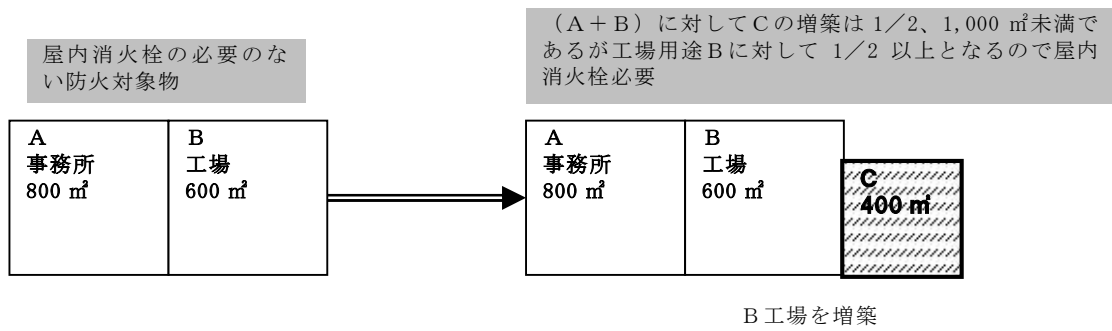 屋内消火栓の必要のな
い防火対象物
（A＋B）に対してCの増築は 1／2、1,000 ㎡未満で
あるが工場用途Bに対して 1／2 以上となるので屋内
消火栓必要
A
事務所
800 ㎡
B
工場
600 ㎡
A
事務所
800 ㎡
B
工場
600 ㎡
C
400 ㎡
B工場を増築